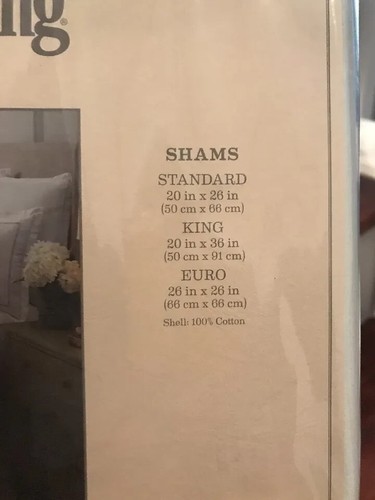 ng®
SHAMS
STANDARD
20 in x 26 in
(50 cm x 66 cm)
KING
20 in x 36 in
(50 cm x 91 cm)
EURO
26 in x 26 in
(66 cm x 66 cm)
Shell: 100% Cotton